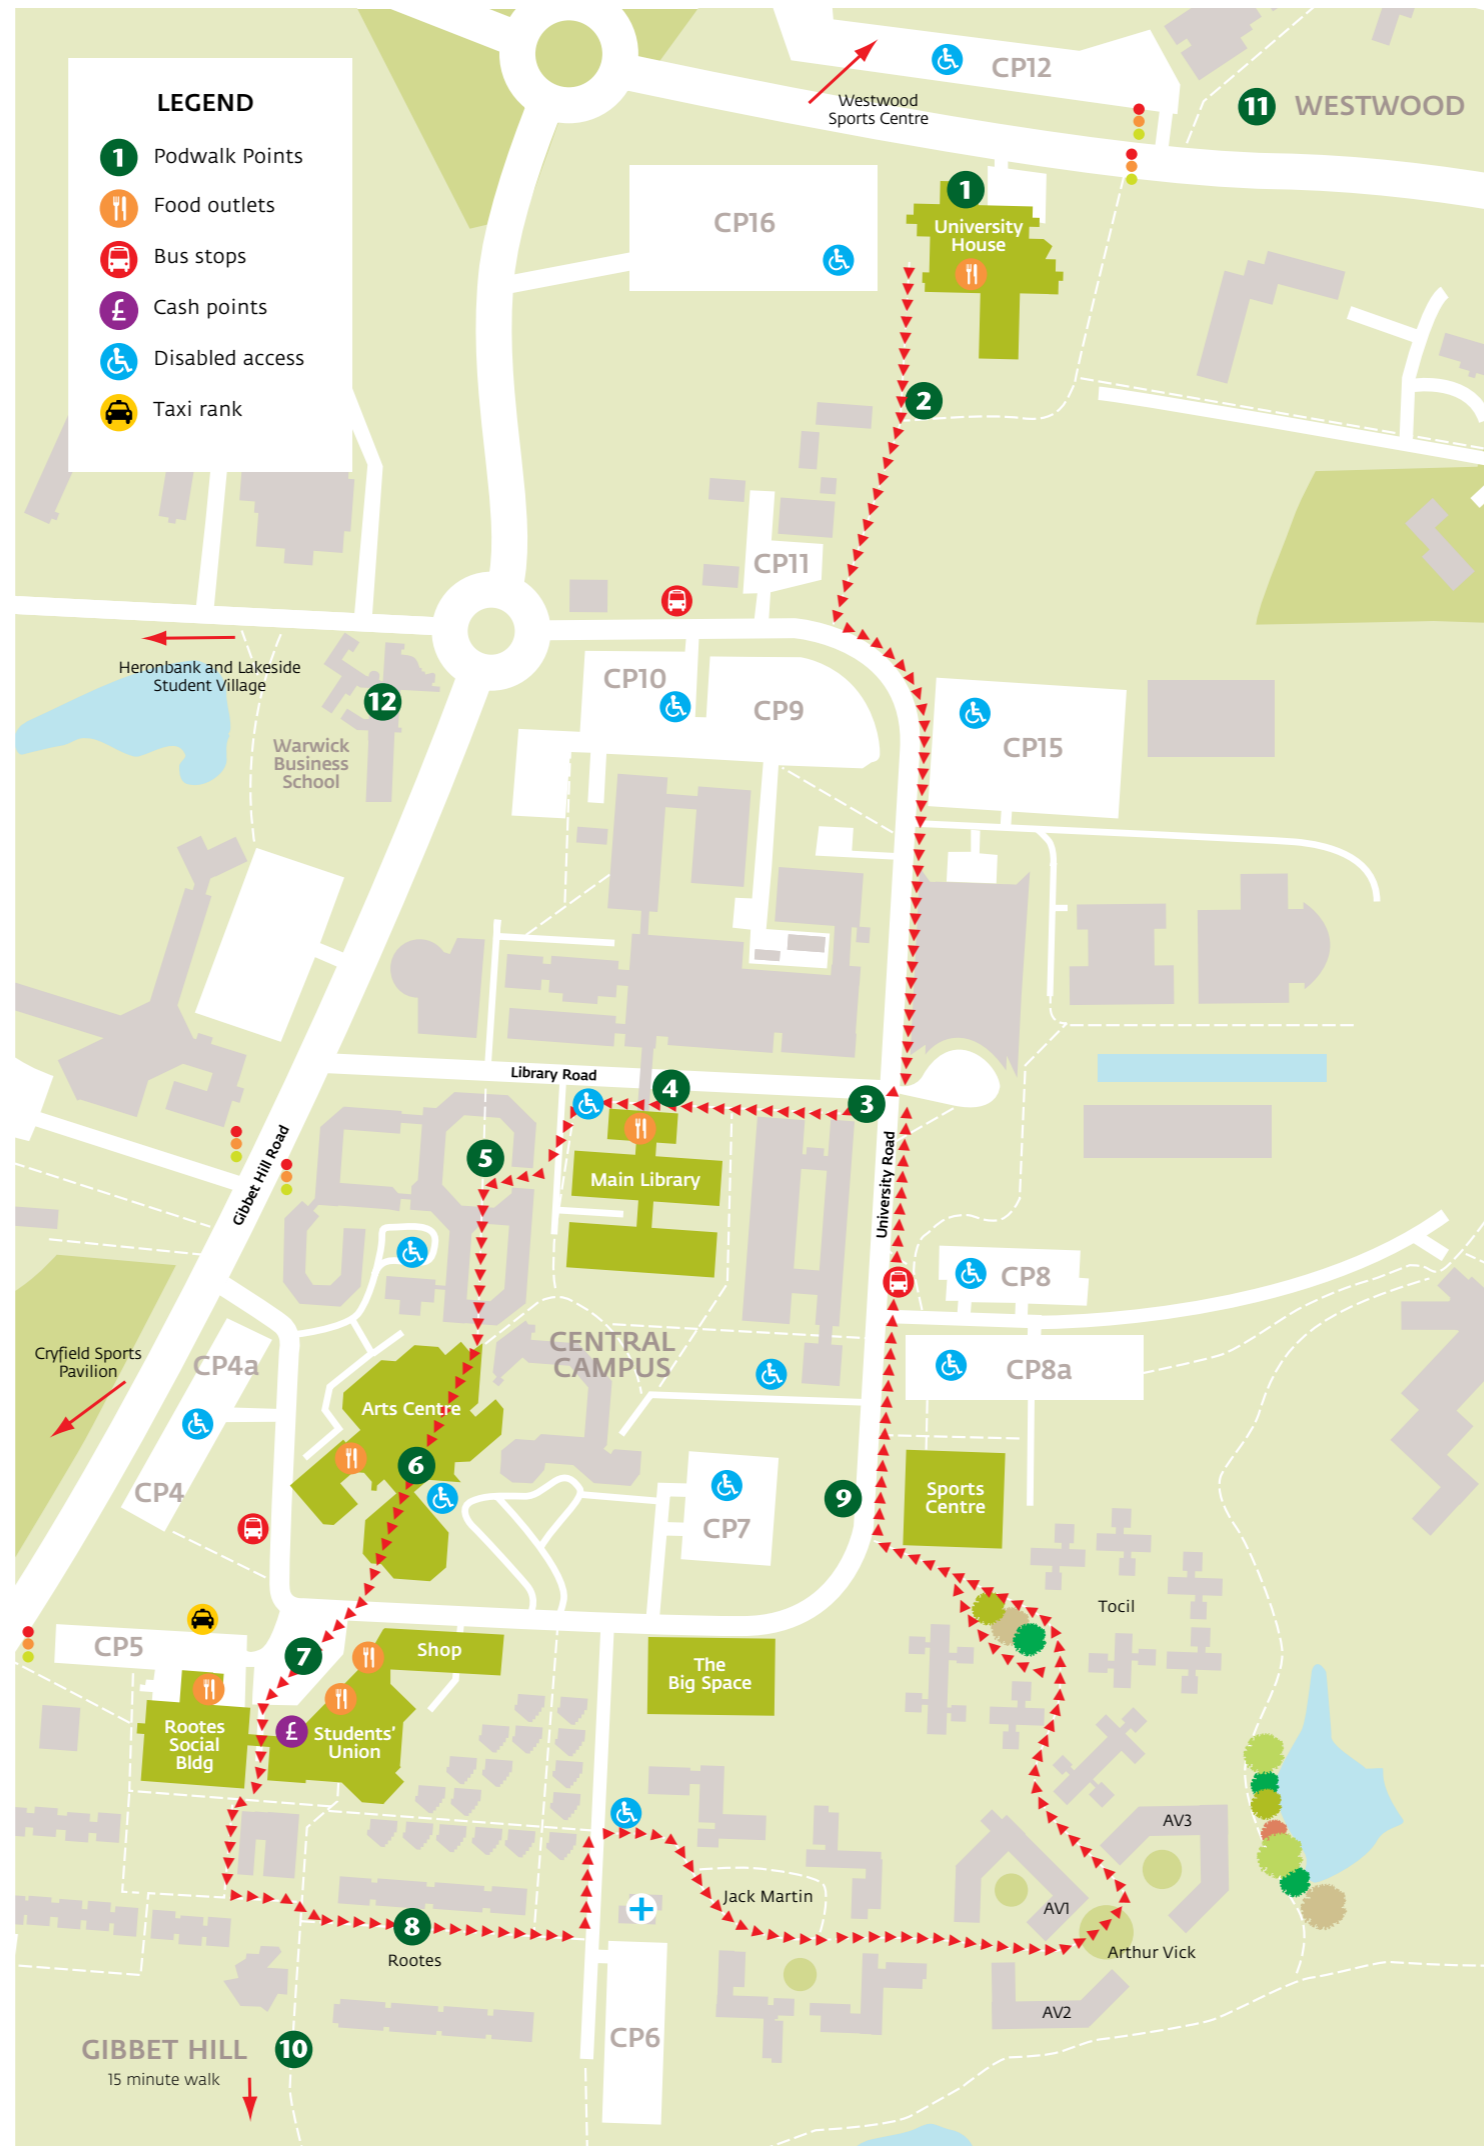 LEGEND
1 Podwalk Points
Food outlets
Bus stops
£ Cash points
Disabled access
Taxi rank
CP12
Westwood
Sports Centre
11 WESTWOOD
CP16
1
University
House
2
CP11
Heronbank and Lakeside
Student Village
12
Warwick
Business
School
CP10
CP9
CP15
Library Road
4
3
5
Main Library
Gibbet Hill Road
University Road
CP8
CENTRAL
CAMPUS
Cryfield Sports
Pavilion
CP4a
CP8a
Arts Centre
6
CP4
9
Sports
Centre
CP7
Tocil
CP5
7
Shop
The
Big Space
Rootes
Social
Bldg
£
Students'
Union
AV3
Jack Martin
AV1
8
Rootes
Arthur Vick
AV2
GIBBET HILL 10
15 minute walk
CP6